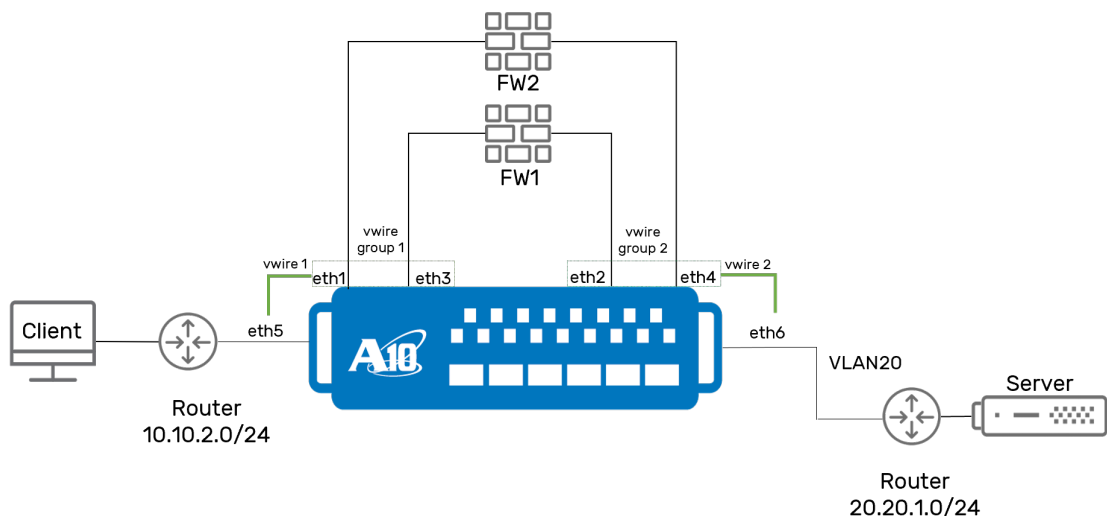 FW2
FW1
vwire
group 1
vwire
group 2
vwire 1
eth1
eth3
eth2
eth4
vwire 2
Client
eth5
eth6
A10
VLAN20
Server
Router
10.10.2.0/24
Router
20.20.1.0/24